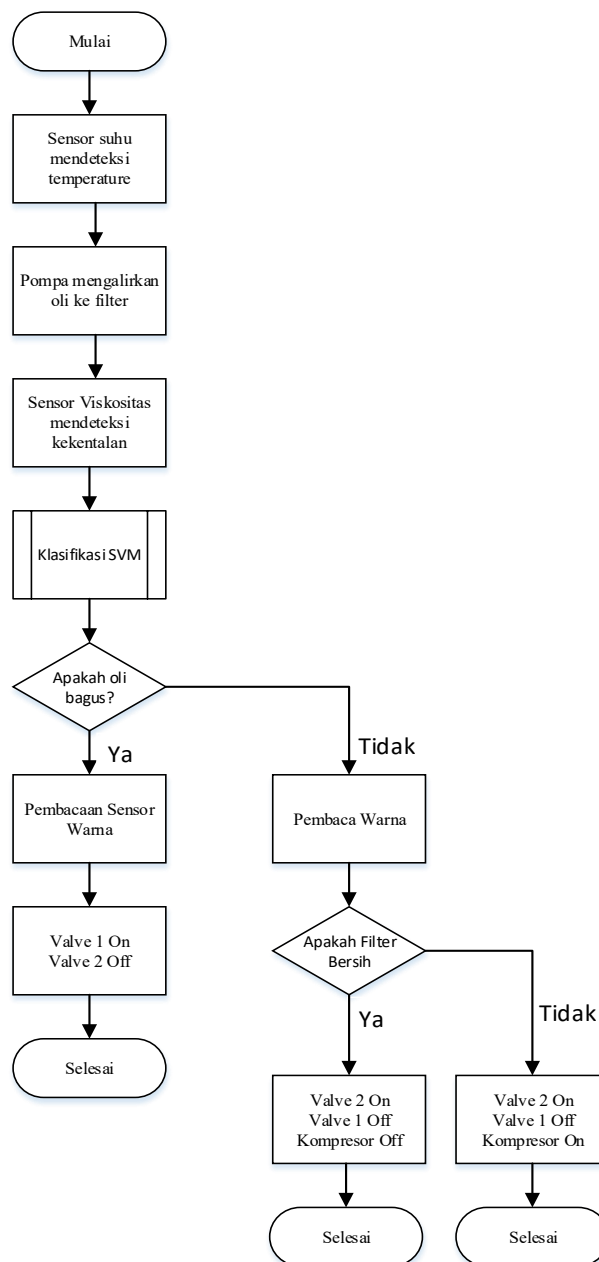 Mulai
Sensor suhu
mendeteksi
temperature
Pompa mengalirkan
oli ke filter
Sensor Viskositas
mendeteksi
kekentalan
Klasifikasi SVM
Apakah oli
bagus?
Ya
Tidak
Pembacaan Sensor
Warna
Pembaca Warna
Valve 1 On
Valve 2 Off
Apakah Filter
Bersih
Ya
Tidak
Selesai
Valve 2 On
Valve 1 Off
Kompresor Off
Valve 2 On
Valve 1 Off
Kompresor On
Selesai
Selesai